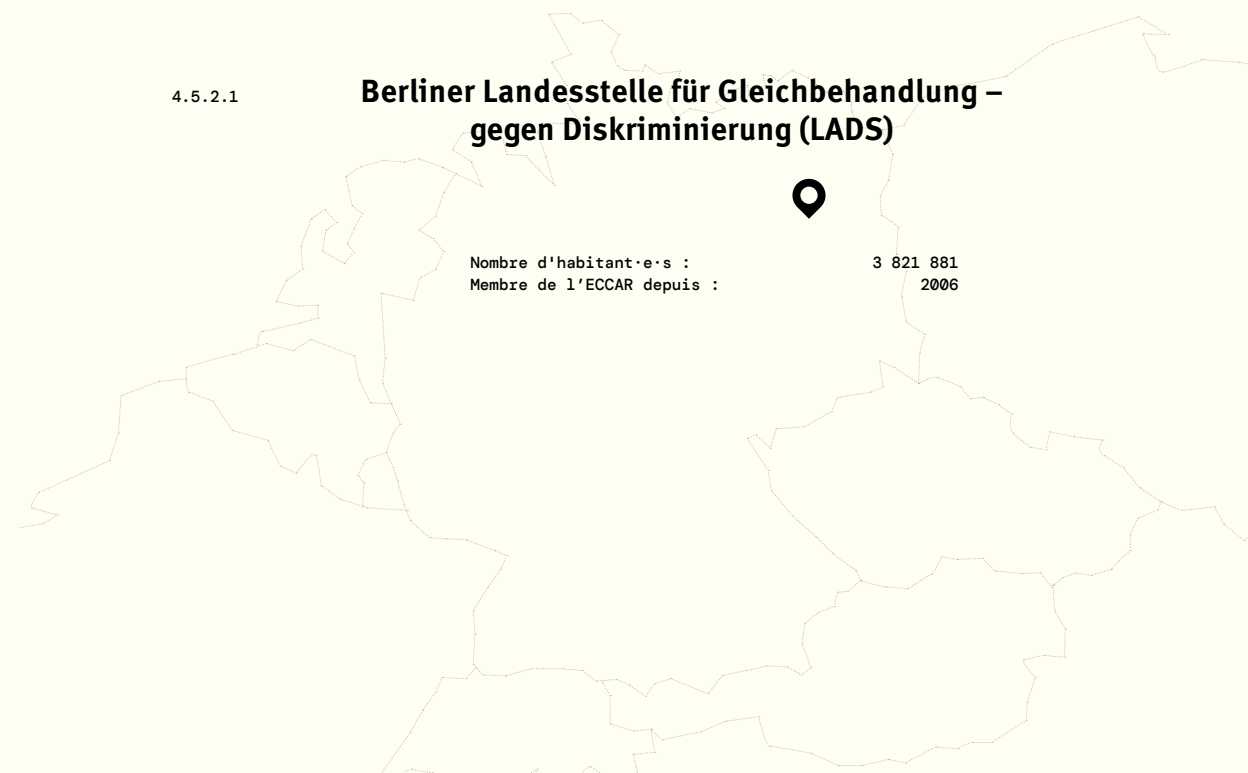 4.5.2.1
Berliner Landesstelle für Gleichbehandlung –
gegen Diskriminierung (LADS)
Nombre d'habitant·e·s : 3 821 881
Membre de l’ECCAR depuis : 2006